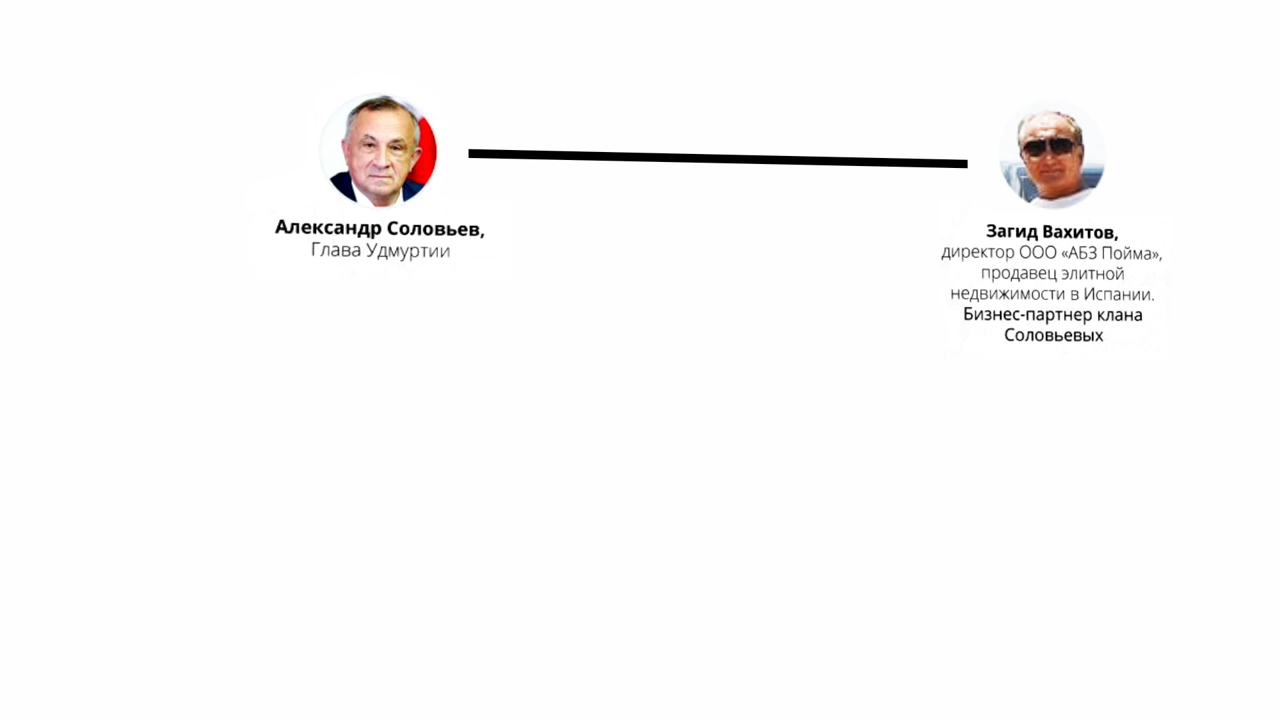 Александр Соловьев,
Глава Удмуртии
Загид Вахитов,
директор ООО «АБЗ Пойма»,
продавец элитной
недвижимости в Испании.
Бизнес-партнер клана
Соловьевых